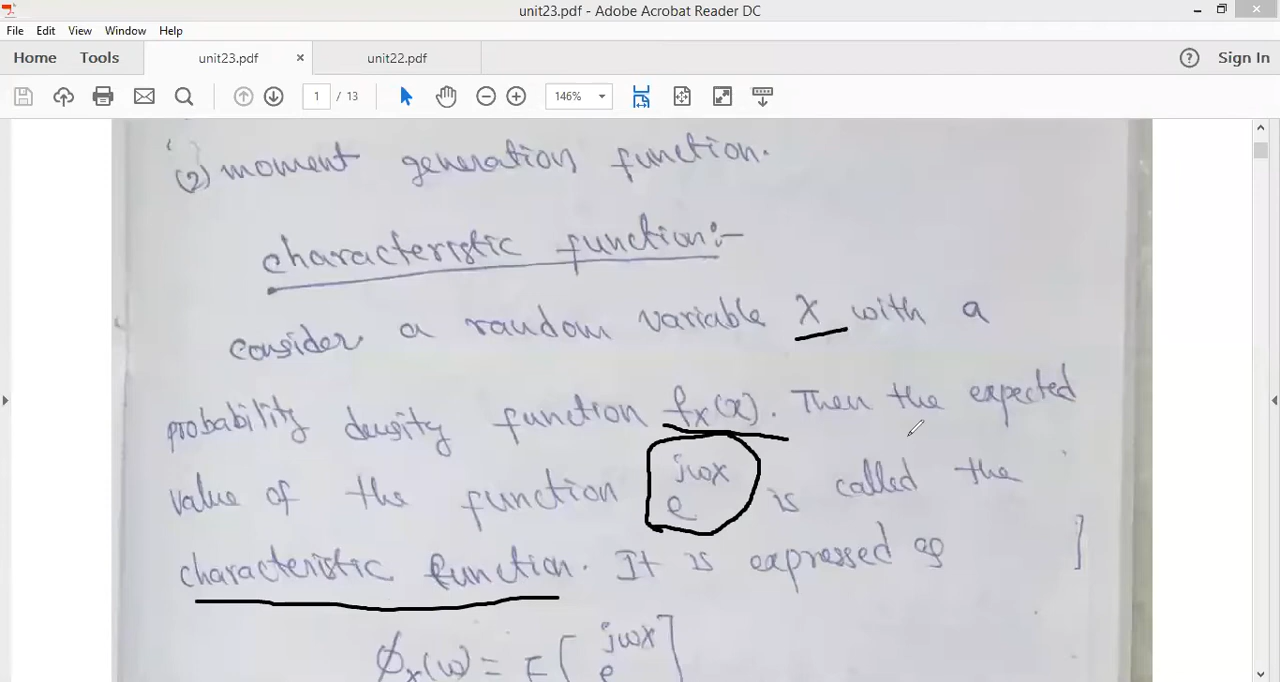 unit23.pdf - Adobe Acrobat Reader DC
File Edit View Window Help
Home Tools unit23.pdf × unit22.pdf Sign In
1 / 13 146%
(2) moment generation function.
characteristic function:-
consider a random variable X with a
probability density function fx(x). Then the expected
value of the function e^jωx is called the
characteristic function. It is expressed as
ϕx(ω) = E[e^jωx]